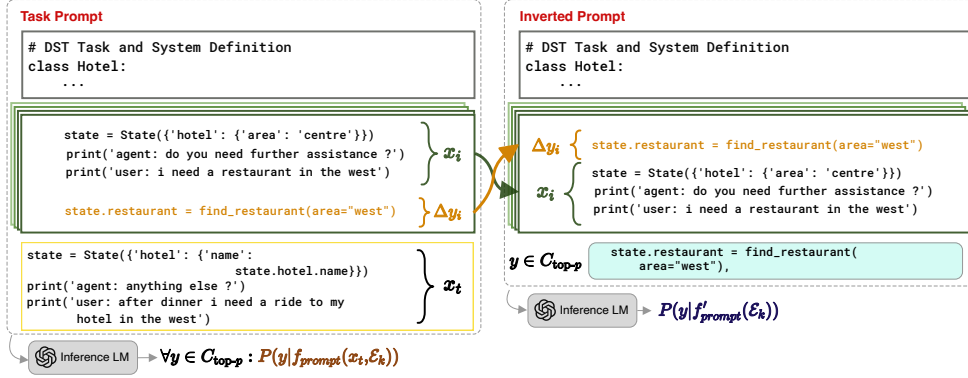 Task Prompt
# DST Task and System Definition
class Hotel:
...
state = State({'hotel': {'area': 'centre'}})
print('agent: do you need further assistance ?')
print('user: i need a restaurant in the west')
x_i
state.restaurant = find_restaurant(area="west")
Δy_i
state = State({'hotel': {'name':
state.hotel.name}})
print('agent: anything else ?')
print('user: after dinner i need a ride to my
hotel in the west')
x_t
Inference LM
∀y ∈ C_top-p : P(y|f_prompt(x_t,ℰ_k))
Inverted Prompt
# DST Task and System Definition
class Hotel:
...
Δy_i
state.restaurant = find_restaurant(area="west")
x_i
state = State({'hotel': {'area': 'centre'}})
print('agent: do you need further assistance ?')
print('user: i need a restaurant in the west')
y ∈ C_top-p
state.restaurant = find_restaurant(
area="west"),
Inference LM
P(y|f'_prompt(ℰ_k))